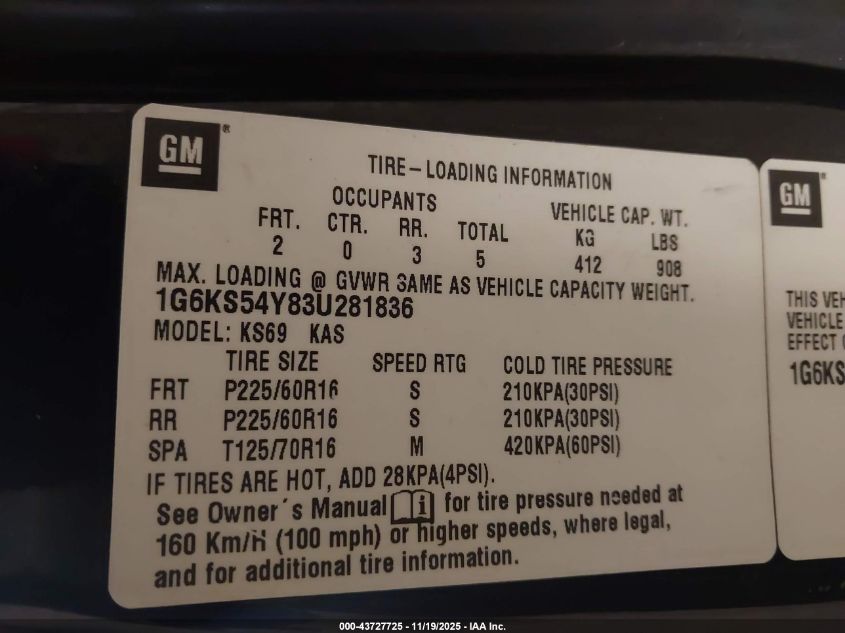 GM®
TIRE-LOADING INFORMATION
OCCUPANTS VEHICLE CAP. WT.
FRT. CTR. RR. TOTAL KG LBS
2 0 3 5 412 908
MAX. LOADING @ GVWR SAME AS VEHICLE CAPACITY WEIGHT.
1G6KS54Y83U281836
MODEL: KS69 KAS
TIRE SIZE SPEED RTG COLD TIRE PRESSURE
FRT P225/60R16 S 210KPA(30PSI)
RR P225/60R16 S 210KPA(30PSI)
SPA T125/70R16 M 420KPA(60PSI)
IF TIRES ARE HOT, ADD 28KPA(4PSI).
See Owner´s Manual for tire pressure needed at
160 Km/H (100 mph) or higher speeds, where legal,
and for additional tire information.
GM®
THIS VEH
VEHICLE
EFFECT
1G6KS
000-43727725 - 11/19/2025 - IAA Inc.